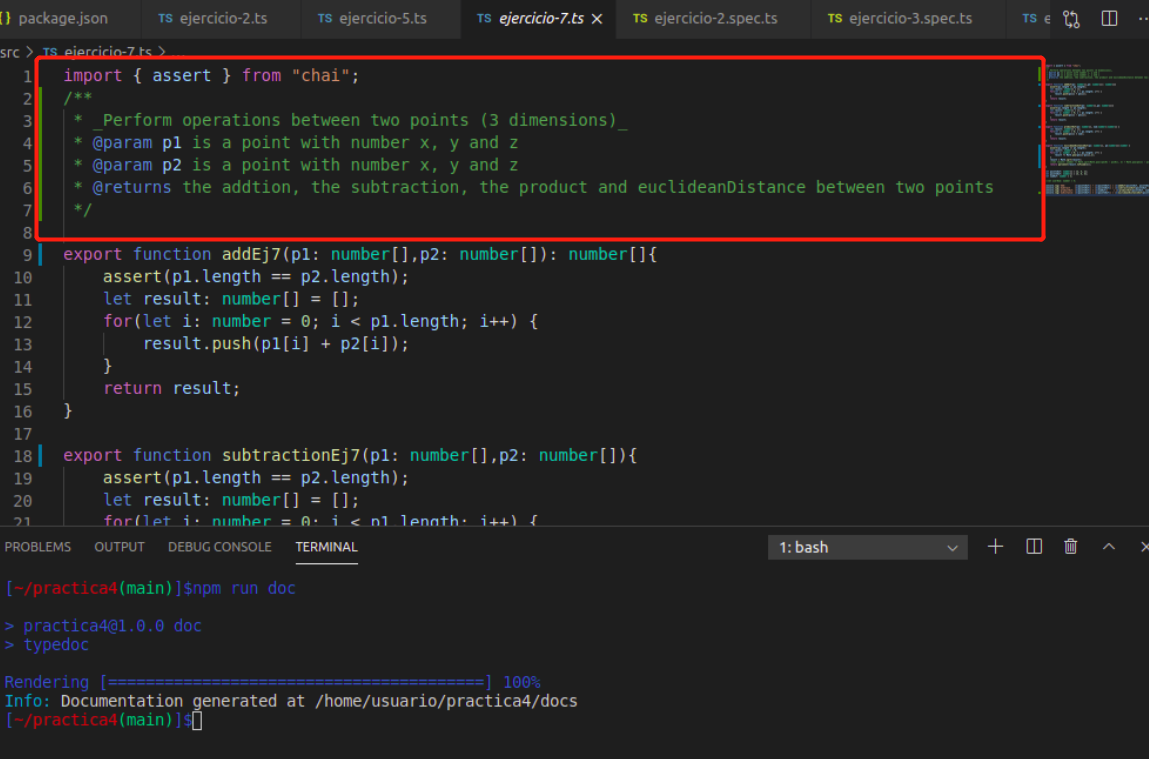 {} package.json TS ejercicio-2.ts TS ejercicio-5.ts TS ejercicio-7.ts × TS ejercicio-2.spec.ts TS ejercicio-3.spec.ts TS e
src > TS ejercicio-7.ts > ...
1 import { assert } from "chai";
2 /**
3 * _Perform operations between two points (3 dimensions)_
4 * @param p1 is a point with number x, y and z
5 * @param p2 is a point with number x, y and z
6 * @returns the addtion, the subtraction, the product and euclideanDistance between two points
7 */
8
9 export function addEj7(p1: number[],p2: number[]): number[]{
10 assert(p1.length == p2.length);
11 let result: number[] = [];
12 for(let i: number = 0; i < p1.length; i++) {
13 result.push(p1[i] + p2[i]);
14 }
15 return result;
16 }
17
18 export function subtractionEj7(p1: number[],p2: number[]){
19 assert(p1.length == p2.length);
20 let result: number[] = [];
21 for(let i: number = 0; i < p1.length; i++) {
PROBLEMS OUTPUT DEBUG CONSOLE TERMINAL 1: bash
[~/practica4(main)]$npm run doc
> practica4@1.0.0 doc
> typedoc
Rendering [========================================] 100%
Info: Documentation generated at /home/usuario/practica4/docs
[~/practica4(main)]$